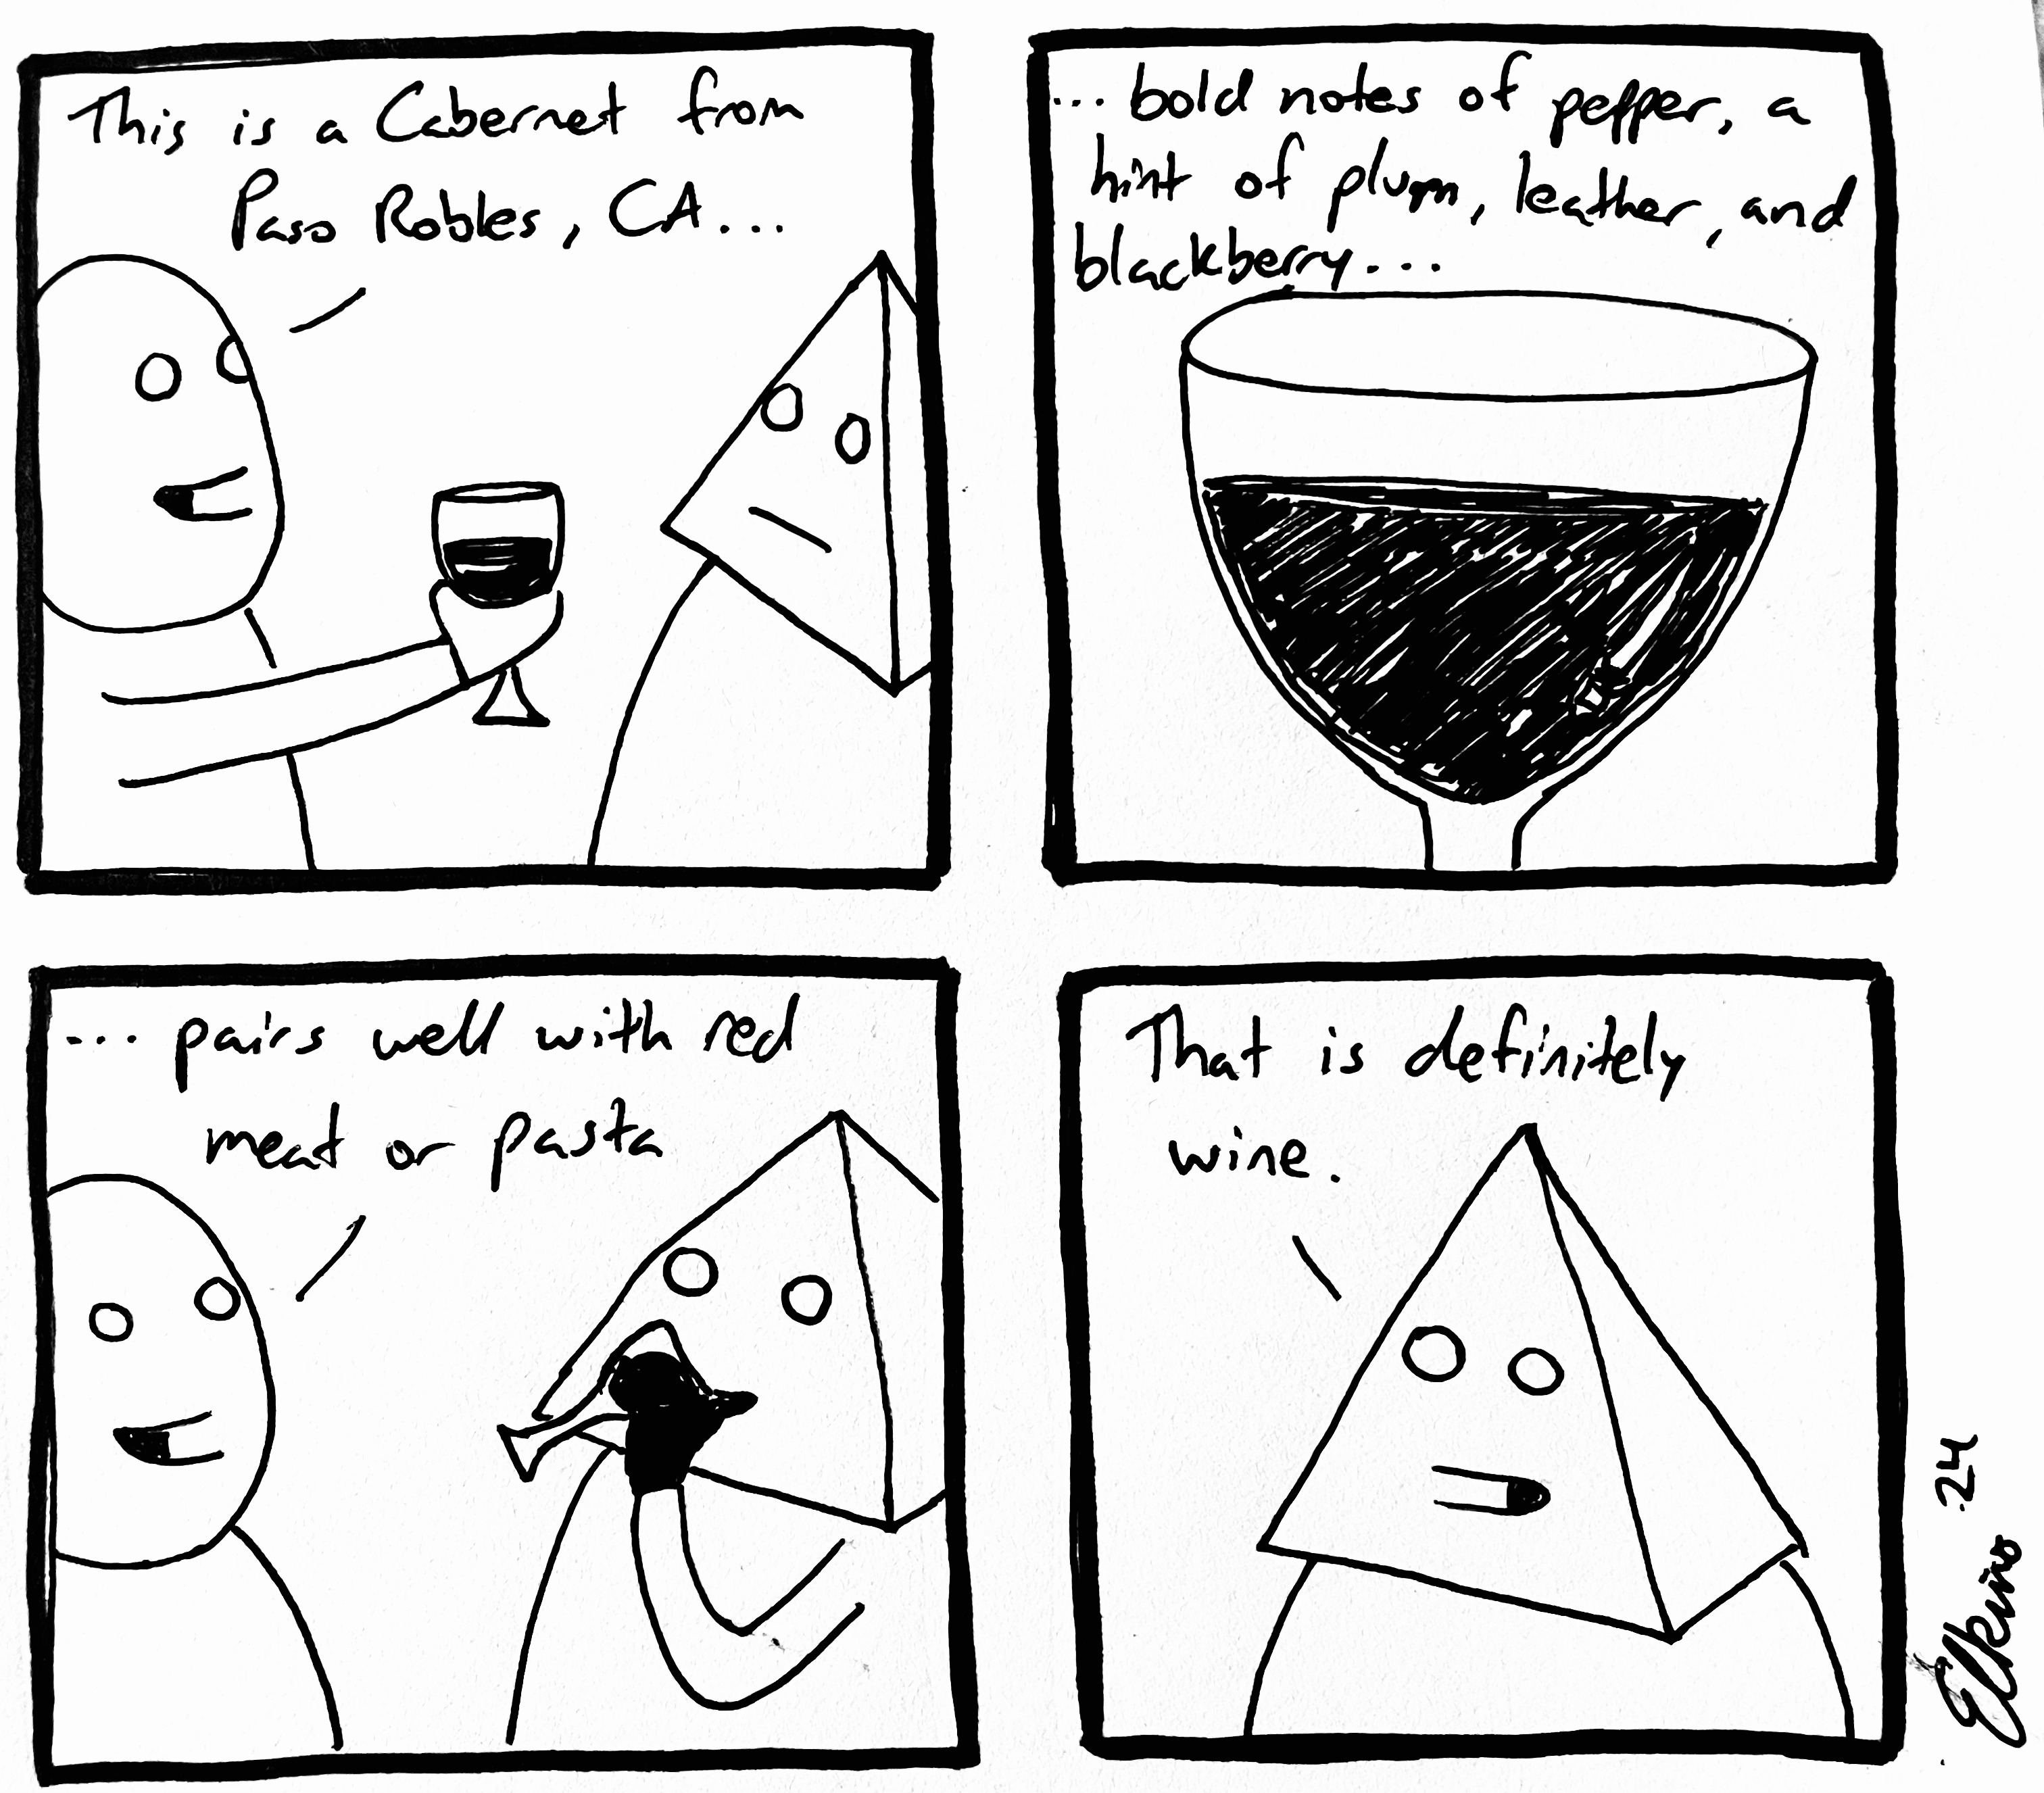 This is a Cabernet from
Paso Robles, CA...
... bold notes of pepper, a
hint of plum, leather, and
blackberry...
... pairs well with red
meat or pasta
That is definitely
wine.
Elkins .24